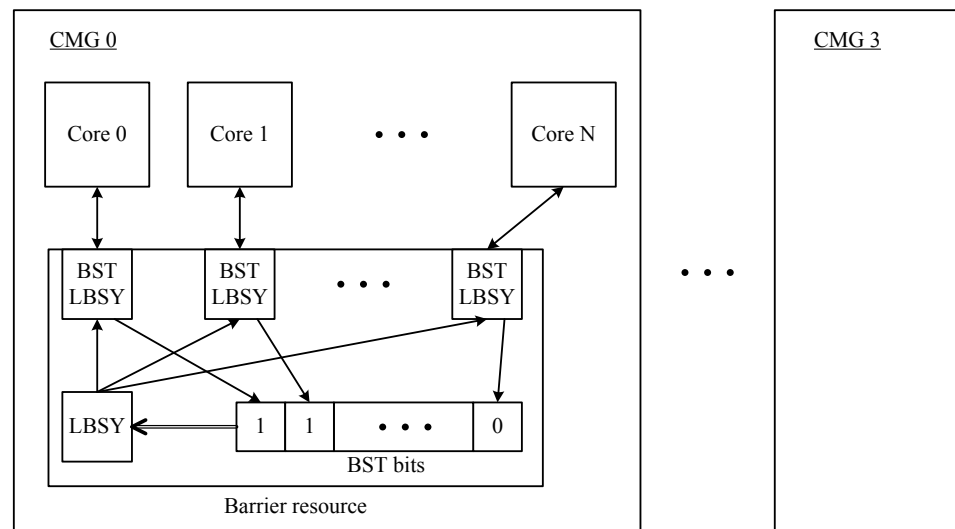 CMG 0
CMG 3
Core 0
Core 1
• • •
Core N
BST
LBSY
BST
LBSY
• • •
BST
LBSY
• • •
LBSY
1
1
• • •
0
BST bits
Barrier resource